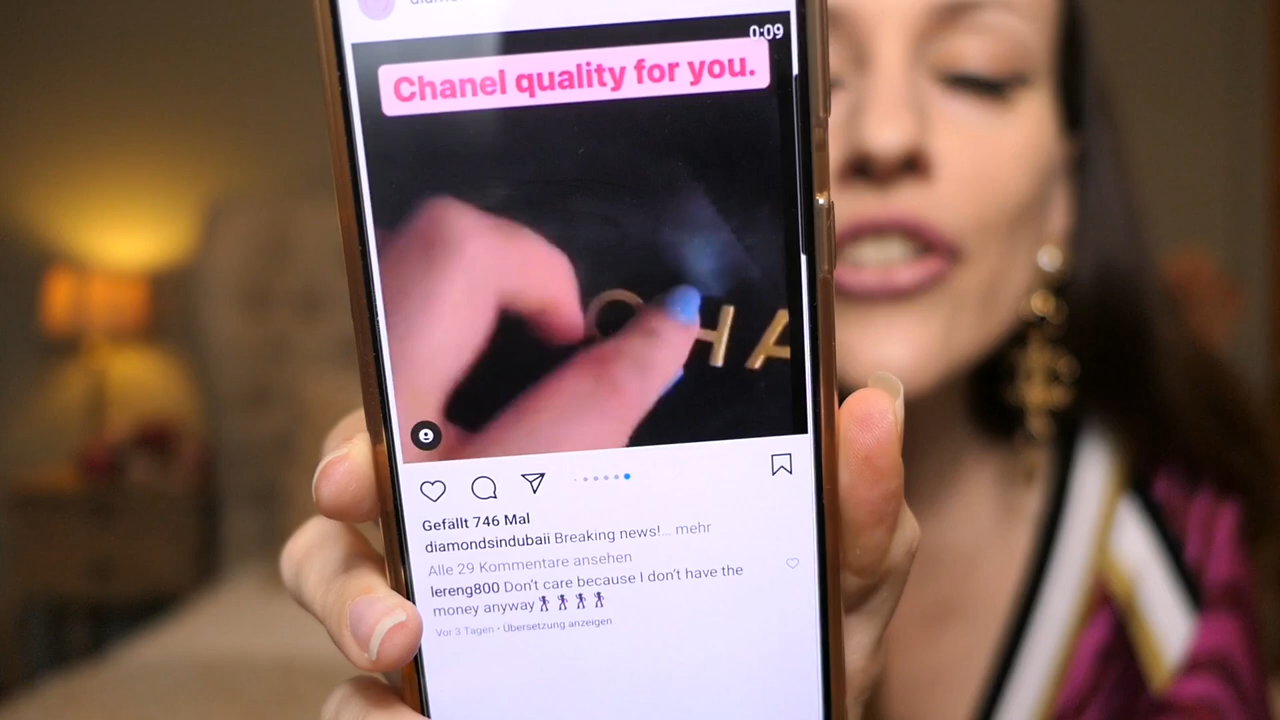 0:09
Chanel quality for you.
CHA
Gefällt 746 Mal
diamondsindubaii Breaking news!... mehr
Alle 29 Kommentare ansehen
lereng800 Don't care because I don't have the
money anyway
Vor 3 Tagen • Übersetzung anzeigen